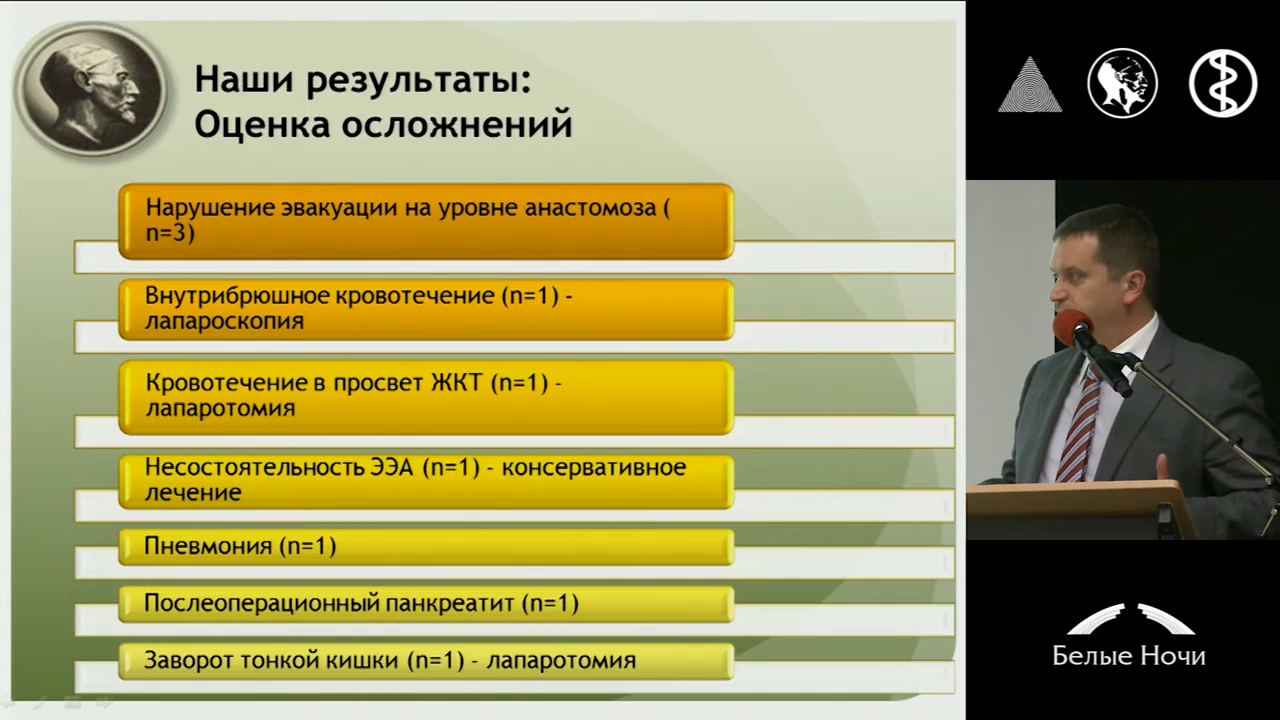 Наши результаты:
Оценка осложнений
Нарушение эвакуации на уровне анастомоза (
n=3)
Внутрибрюшное кровотечение (n=1) -
лапароскопия
Кровотечение в просвет ЖКТ (n=1) -
лапаротомия
Несостоятельность ЭЭА (n=1) - консервативное
лечение
Пневмония (n=1)
Послеоперационный панкреатит (n=1)
Заворот тонкой кишки (n=1) - лапаротомия
Белые Ночи